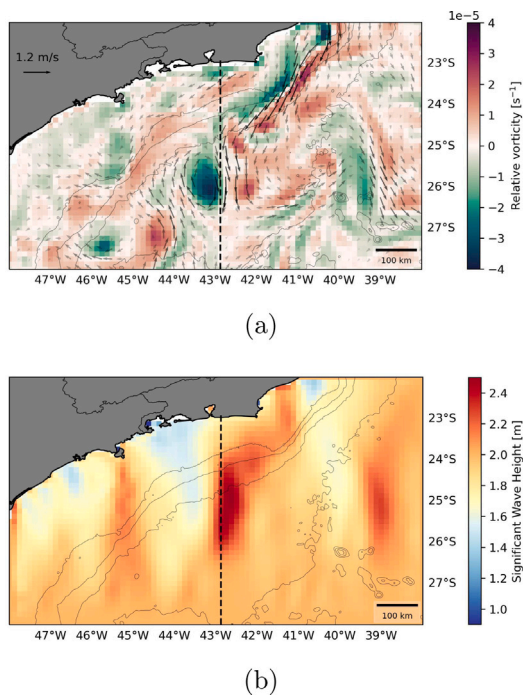 1e−5
1.2 m/s
23°S
24°S
25°S
26°S
27°S
47°W 46°W 45°W 44°W 43°W 42°W 41°W 40°W 39°W
100 km
4
3
2
1
0
−1
−2
−3
−4
Relative vorticity [s⁻¹]
(a)
23°S
24°S
25°S
26°S
27°S
47°W 46°W 45°W 44°W 43°W 42°W 41°W 40°W 39°W
100 km
2.4
2.2
2.0
1.8
1.6
1.4
1.2
1.0
Significant Wave Height [m]
(b)